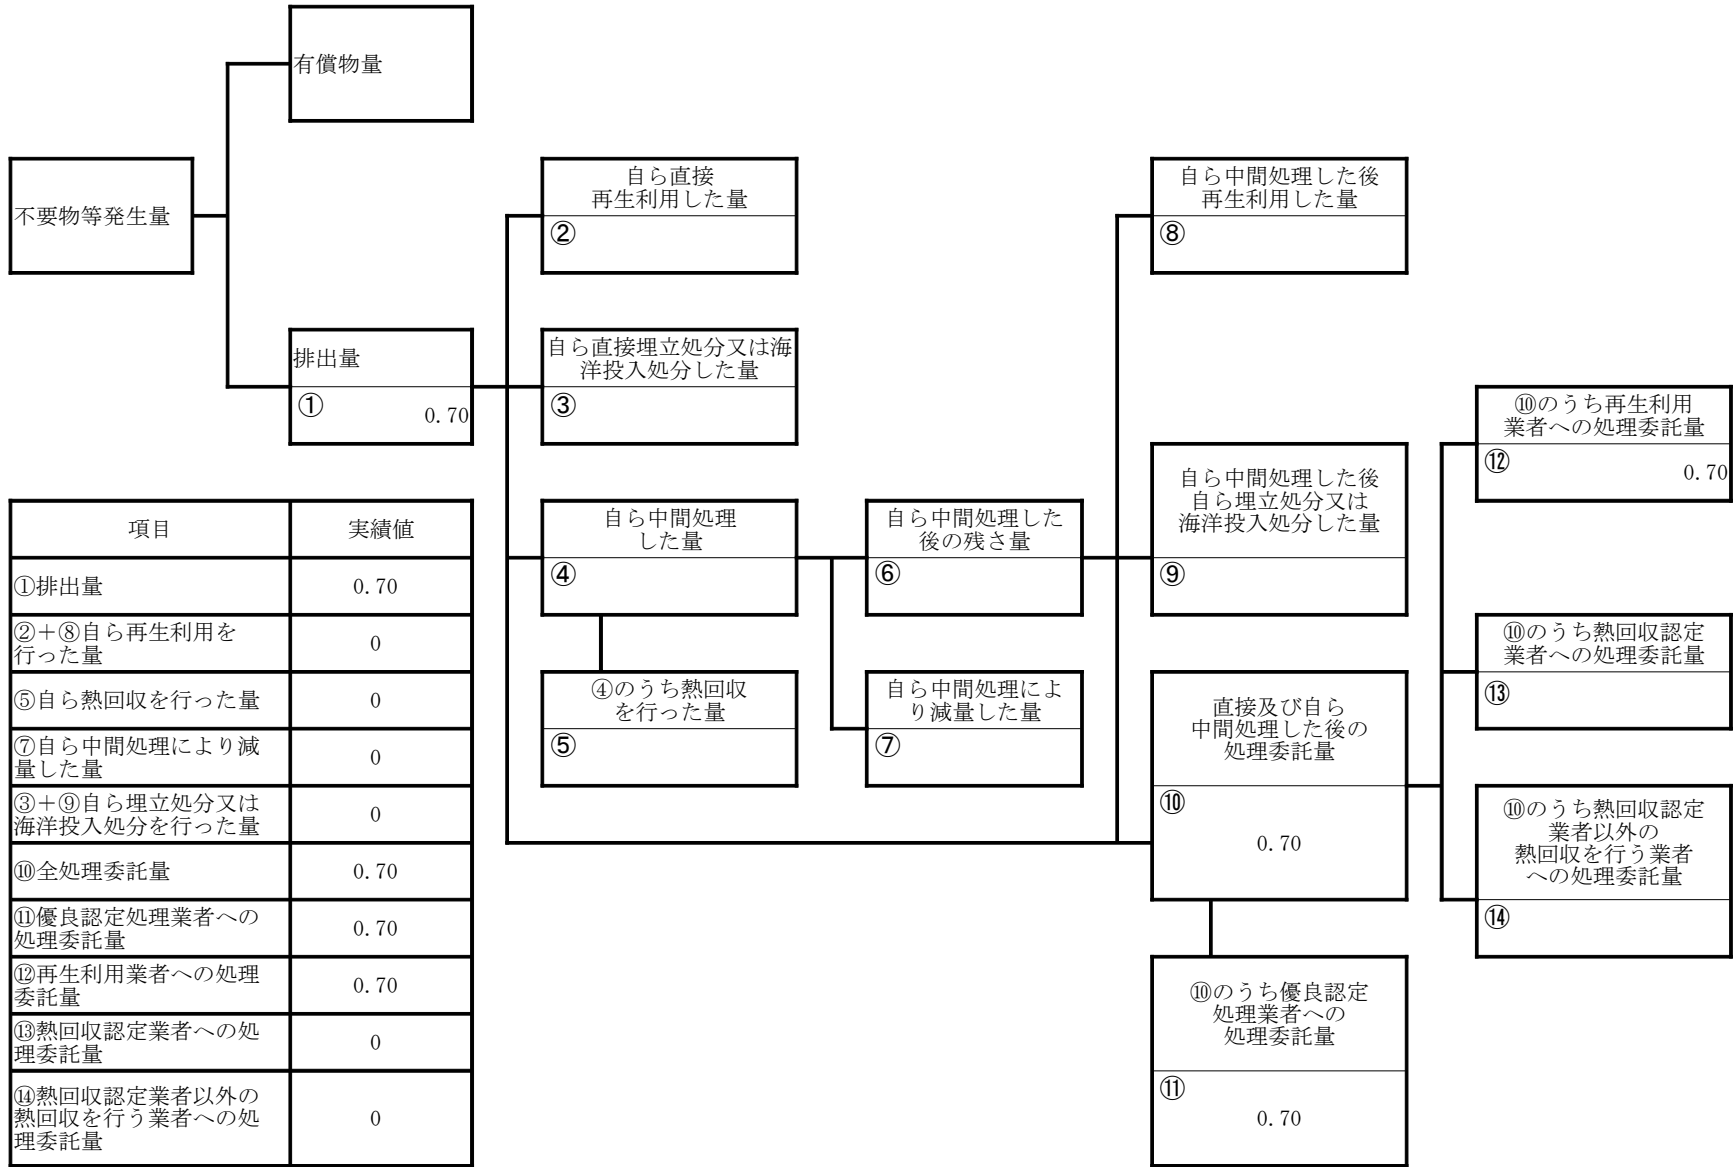 有償物量
不要物等発生量
自ら直接
再生利用した量
②
自ら中間処理した後
再生利用した量
⑧
排出量
①
0.70
自ら直接埋立処分又は海
洋投入処分した量
③
⑩のうち再生利用
業者への処理委託量
⑫
0.70
自ら中間処理
した量
④
自ら中間処理した
後の残さ量
⑥
自ら中間処理した後
自ら埋立処分又は
海洋投入処分した量
⑨
⑩のうち熱回収認定
業者への処理委託量
⑬
④のうち熱回収
を行った量
⑤
自ら中間処理によ
り減量した量
⑦
直接及び自ら
中間処理した後の
処理委託量
⑩
0.70
⑩のうち熱回収認定
業者以外の
熱回収を行う業者
への処理委託量
⑭
⑩のうち優良認定
処理業者への
処理委託量
⑪
0.70
項目 実績値
①排出量 0.70
②＋⑧自ら再生利用を
行った量 0
⑤自ら熱回収を行った量 0
⑦自ら中間処理により減
量した量 0
③＋⑨自ら埋立処分又は
海洋投入処分を行った量 0
⑩全処理委託量 0.70
⑪優良認定処理業者への
処理委託量 0.70
⑫再生利用業者への処理
委託量 0.70
⑬熱回収認定業者への処
理委託量 0
⑭熱回収認定業者以外の
熱回収を行う業者への処
理委託量 0